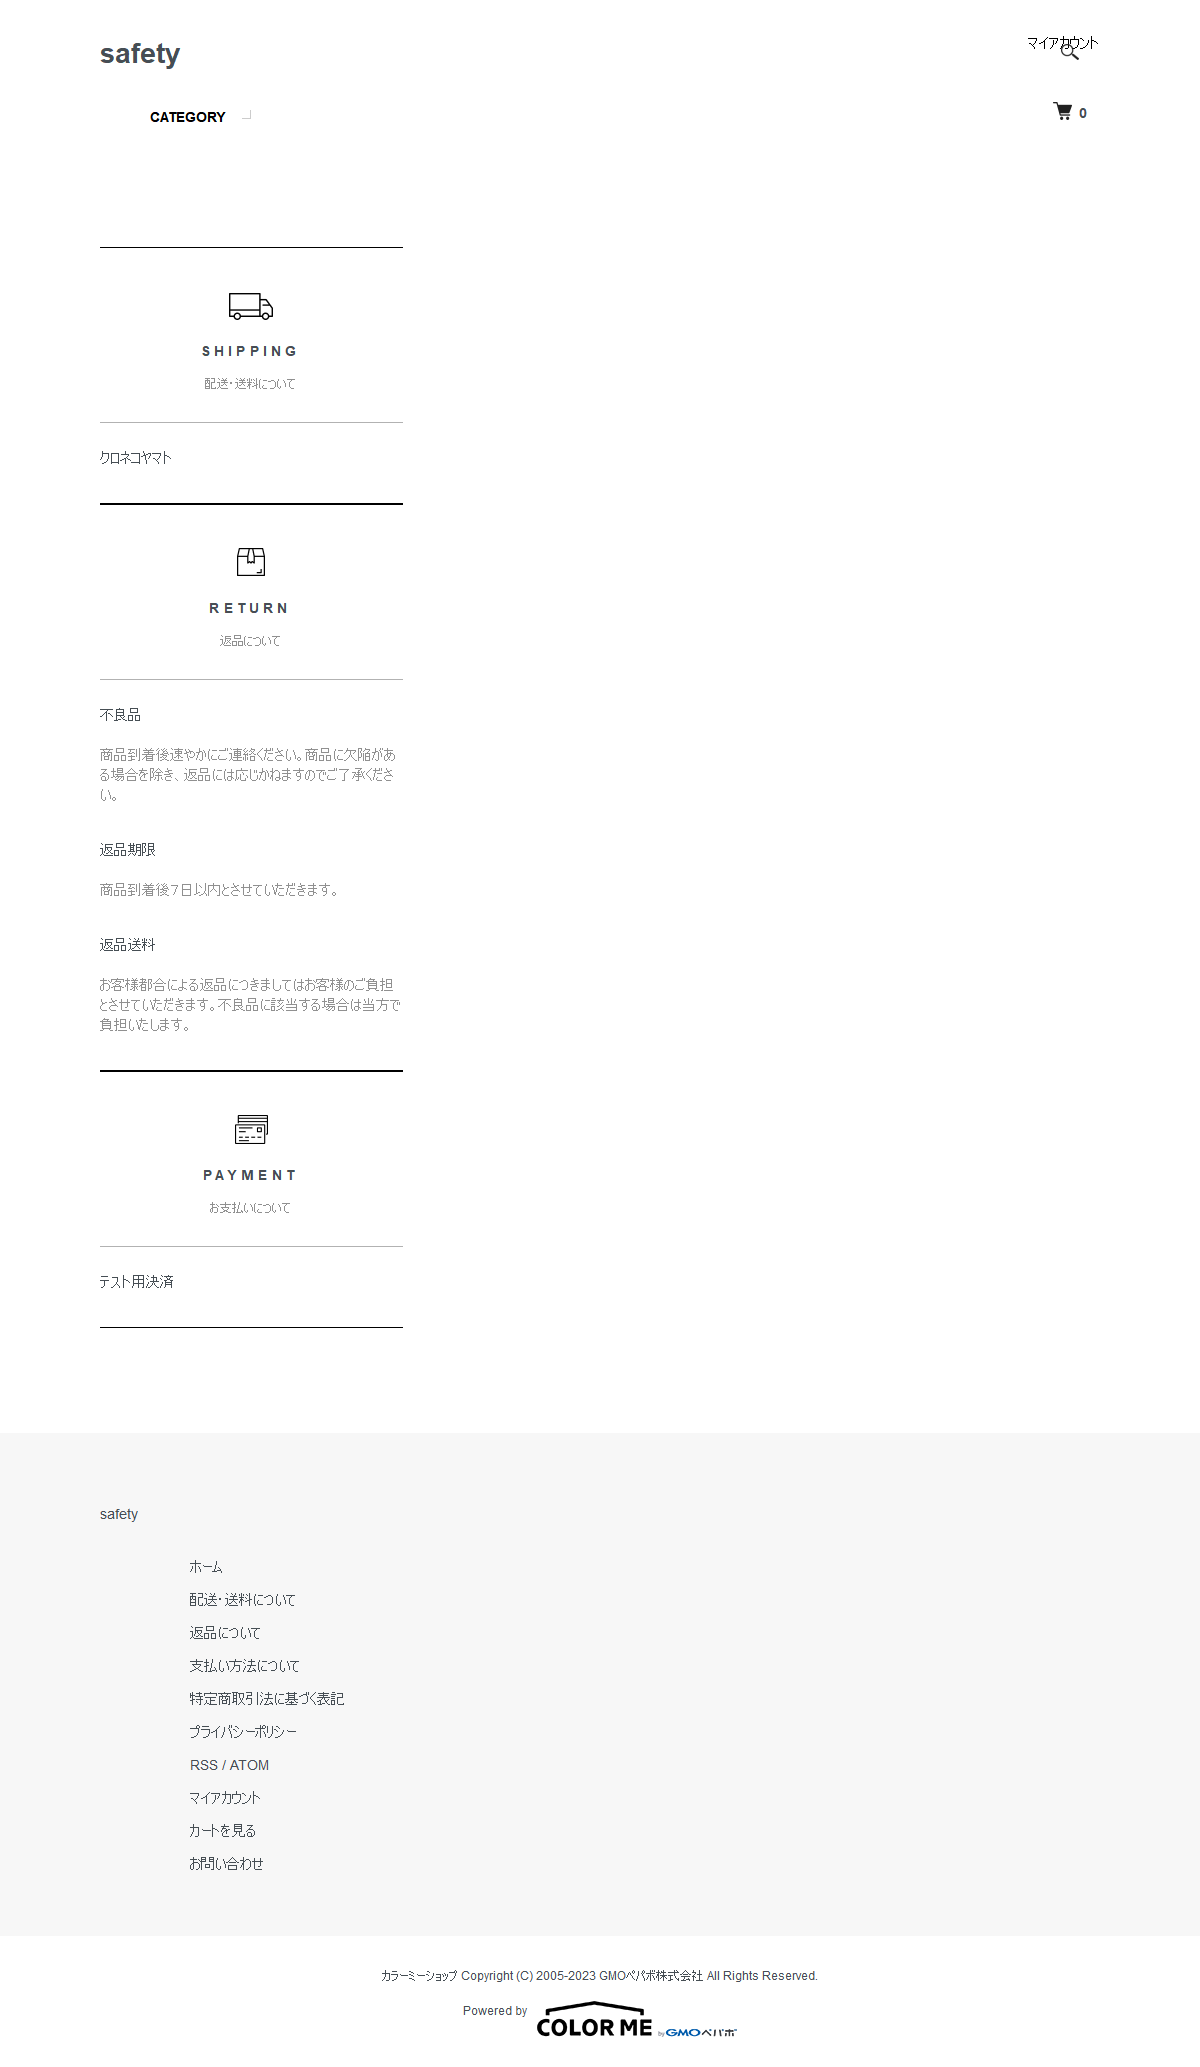 safety
マイアカウント
CATEGORY
0
SHIPPING
配送・送料について
クロネコヤマト
RETURN
返品について
不良品
商品到着後速やかにご連絡ください。商品に欠陥があ
る場合を除き、返品には応じかねますのでご了承くださ
い。
返品期限
商品到着後７日以内とさせていただきます。
返品送料
お客様都合による返品につきましてはお客様のご負担
とさせていただきます。不良品に該当する場合は当方で
負担いたします。
PAYMENT
お支払いについて
テスト用決済
safety
ホーム
配送・送料について
返品について
支払い方法について
特定商取引法に基づく表記
プライバシーポリシー
RSS / ATOM
マイアカウント
カートを見る
お問い合わせ
カラーミーショップ Copyright (C) 2005-2023 GMOペパボ株式会社 All Rights Reserved.
Powered by COLOR ME by GMOペパボ